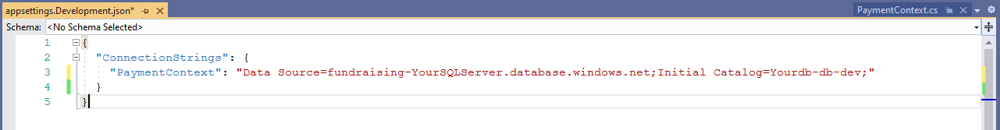 appsettings.Development.json*
PaymentContext.cs
Schema: <No Schema Selected>
1 {
2 "ConnectionStrings": {
3 "PaymentContext": "Data Source=fundraising-YourSQLServer.database.windows.net;Initial Catalog=Yourdb-db-dev;"
4 }
5 }